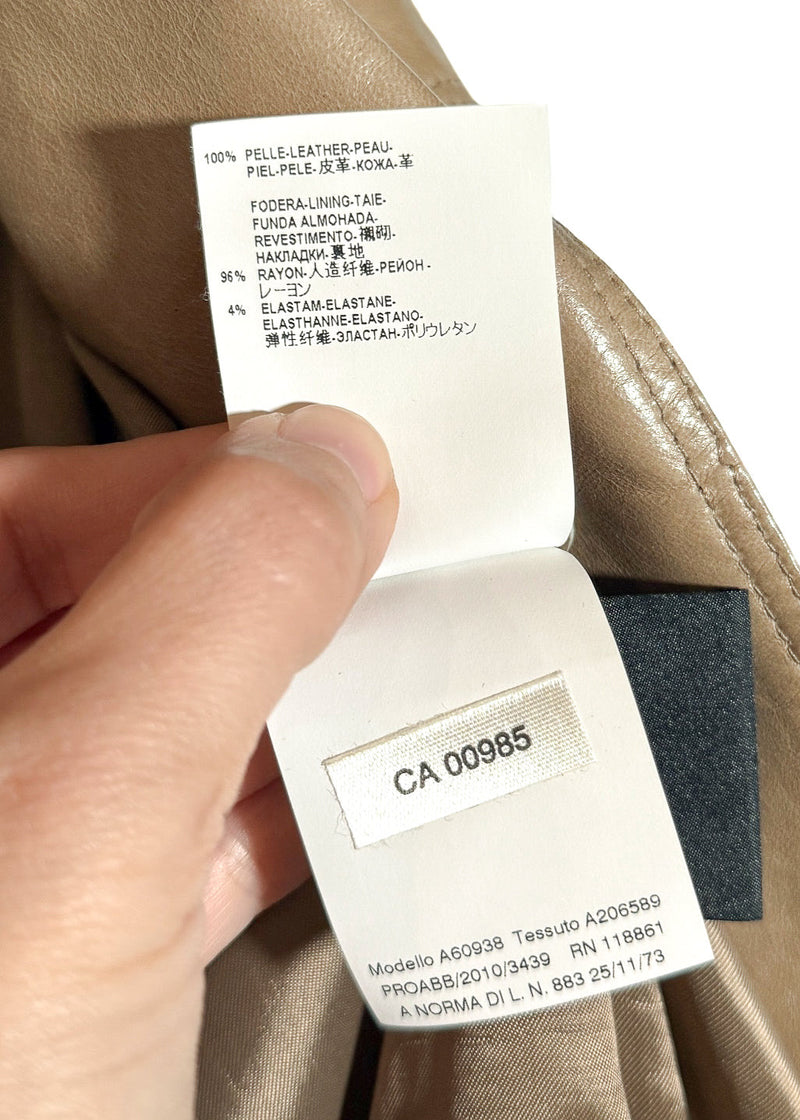 100% PELLE-LEATHER-PEAU-
PIEL-PELE-皮革-КОЖА-革
FODERA-LINING-TAIE-
FUNDA ALMOHADA-
REVESTIMENTO-襯砌-
НАКЛАДКИ-裏地
96% RAYON-人造纤维-РЕЙОН-
レーヨン
4% ELASTAM-ELASTANE-
ELASTHANNE-ELASTANO-
弹性纤维-ЭЛАСТАН-ポリウレタン
CA 00985
Modello A60938 Tessuto A206589
PROABB/2010/3439 RN 118861
A NORMA DI L. N. 883 25/11/73